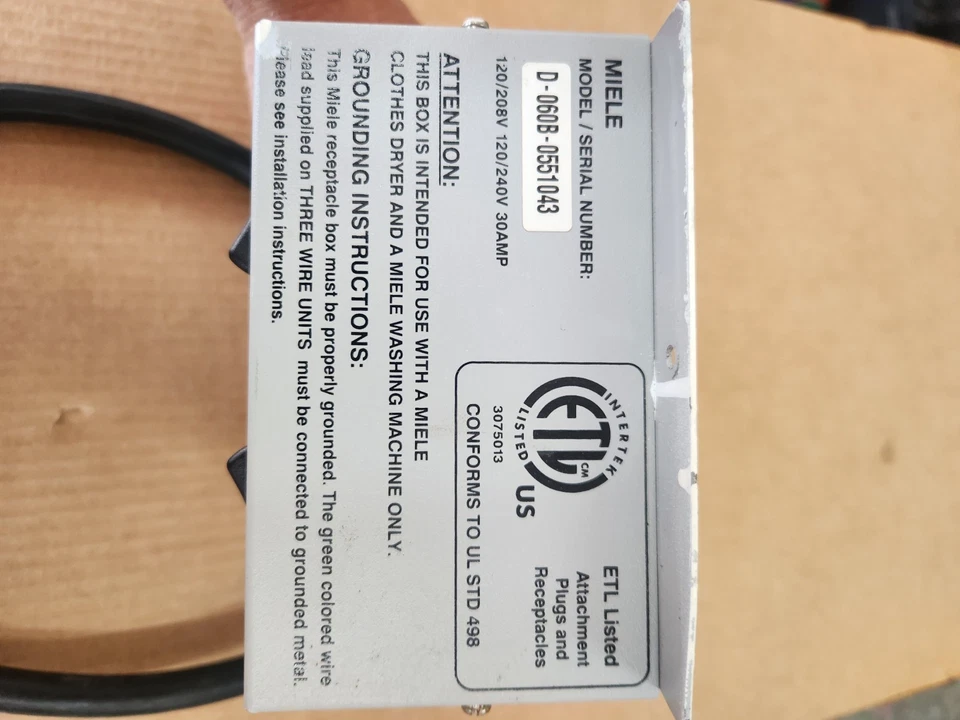 MIELE
MODEL / SERIAL NUMBER:
D-060B-0551043
120/208V 120/240V 30AMP
INTERTEK
ETL
CM
LISTED
US
3075013
ETL Listed
Attachment
Plugs and
Receptacles
CONFORMS TO UL STD 498
ATTENTION:
THIS BOX IS INTENDED FOR USE WITH A MIELE
CLOTHES DRYER AND A MIELE WASHING MACHINE ONLY.
GROUNDING INSTRUCTIONS:
This Miele receptacle box must be properly grounded. The green colored wire
lead supplied on THREE WIRE UNITS must be connected to grounded metal.
Please see installation instructions.